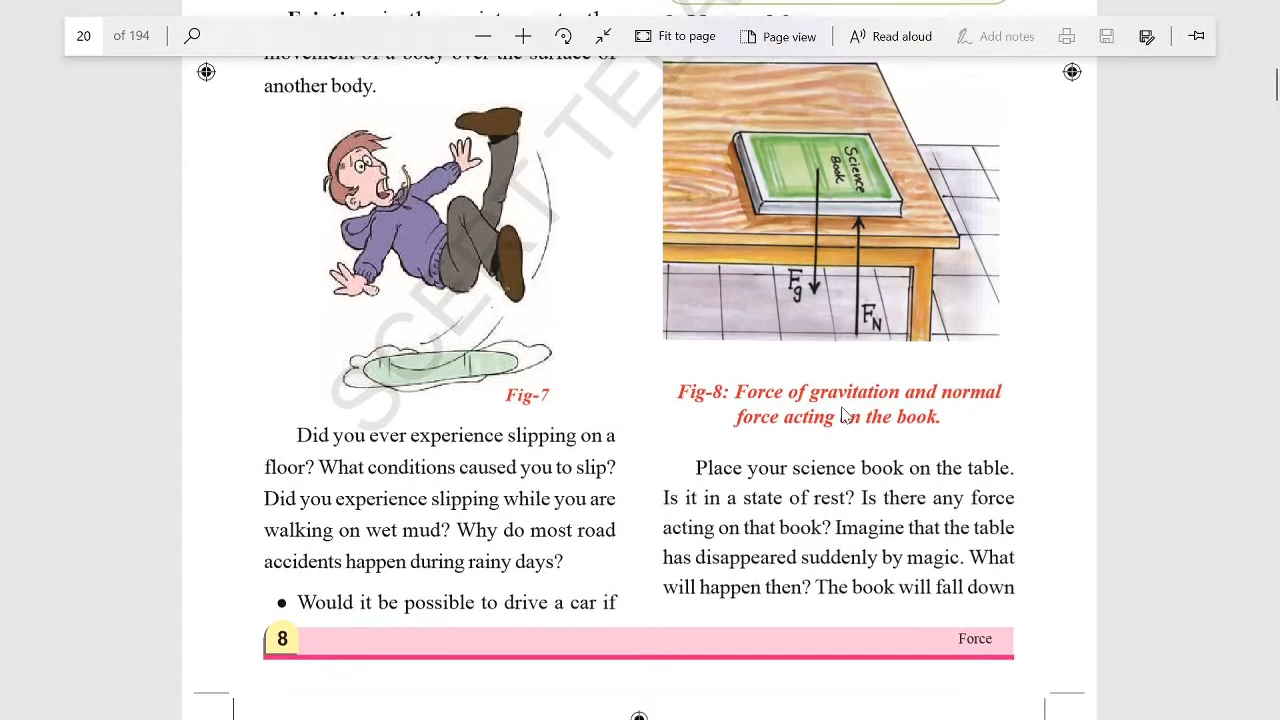 20 of 194 Fit to page Page view Read aloud Add notes
movement of a body over the surface of
another body.
Fig-7
Did you ever experience slipping on a
floor? What conditions caused you to slip?
Did you experience slipping while you are
walking on wet mud? Why do most road
accidents happen during rainy days?
● Would it be possible to drive a car if
Science
Book
Fg
FN
Fig-8: Force of gravitation and normal
force acting on the book.
Place your science book on the table.
Is it in a state of rest? Is there any force
acting on that book? Imagine that the table
has disappeared suddenly by magic. What
will happen then? The book will fall down
8
Force
SCERT